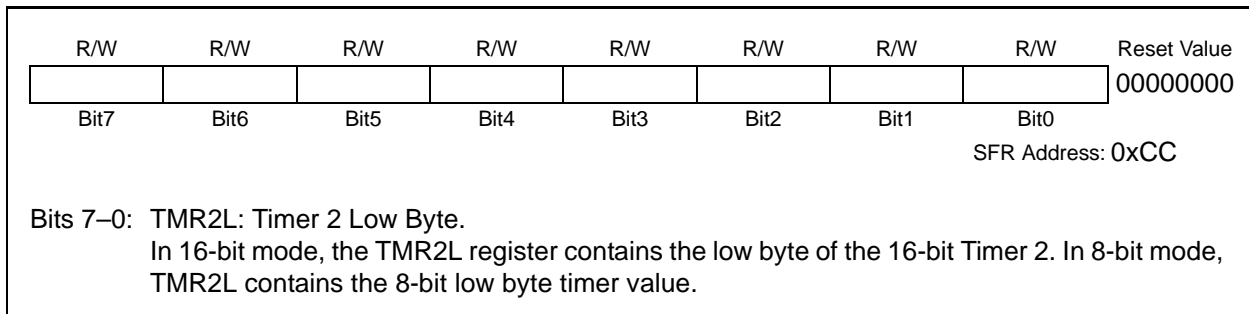 R/W R/W R/W R/W R/W R/W R/W R/W Reset Value
00000000
Bit7 Bit6 Bit5 Bit4 Bit3 Bit2 Bit1 Bit0
SFR Address: 0xCC
Bits 7–0: TMR2L: Timer 2 Low Byte.
In 16-bit mode, the TMR2L register contains the low byte of the 16-bit Timer 2. In 8-bit mode,
TMR2L contains the 8-bit low byte timer value.